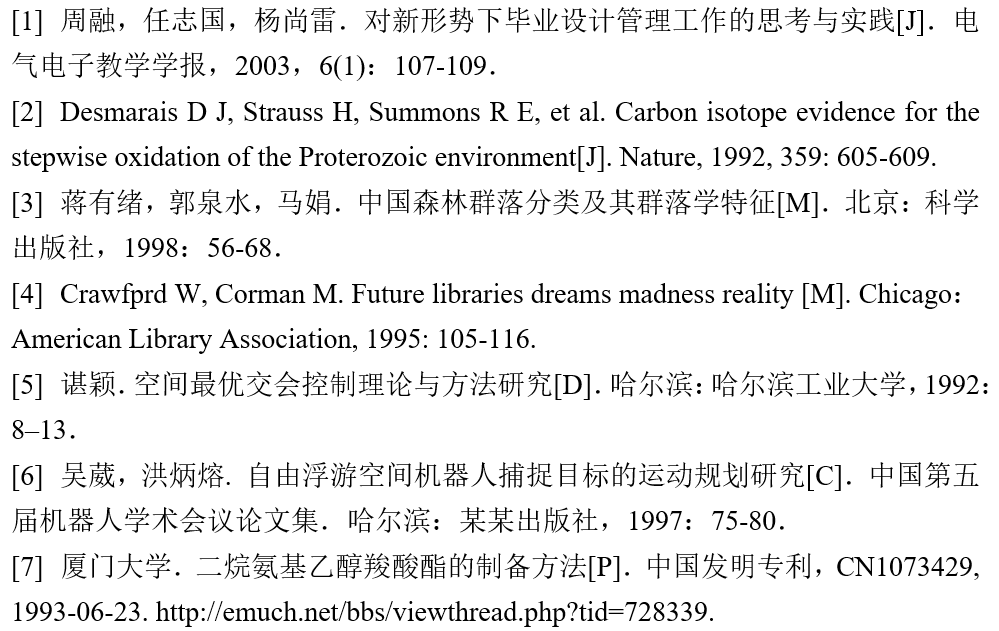 [1] 周融，任志国，杨尚雷．对新形势下毕业设计管理工作的思考与实践[J]．电
气电子教学学报，2003，6(1)：107-109．
[2] Desmarais D J, Strauss H, Summons R E, et al. Carbon isotope evidence for the
stepwise oxidation of the Proterozoic environment[J]. Nature, 1992, 359: 605-609.
[3] 蒋有绪，郭泉水，马娟．中国森林群落分类及其群落学特征[M]．北京：科学
出版社，1998：56-68．
[4] Crawfprd W, Corman M. Future libraries dreams madness reality [M]. Chicago：
American Library Association, 1995: 105-116.
[5] 谌颖．空间最优交会控制理论与方法研究[D]．哈尔滨：哈尔滨工业大学，1992：
8–13．
[6] 吴葳，洪炳熔. 自由浮游空间机器人捕捉目标的运动规划研究[C]．中国第五
届机器人学术会议论文集．哈尔滨：某某出版社，1997：75-80．
[7] 厦门大学．二烷氨基乙醇羧酸酯的制备方法[P]．中国发明专利，CN1073429,
1993-06-23. http://emuch.net/bbs/viewthread.php?tid=728339.